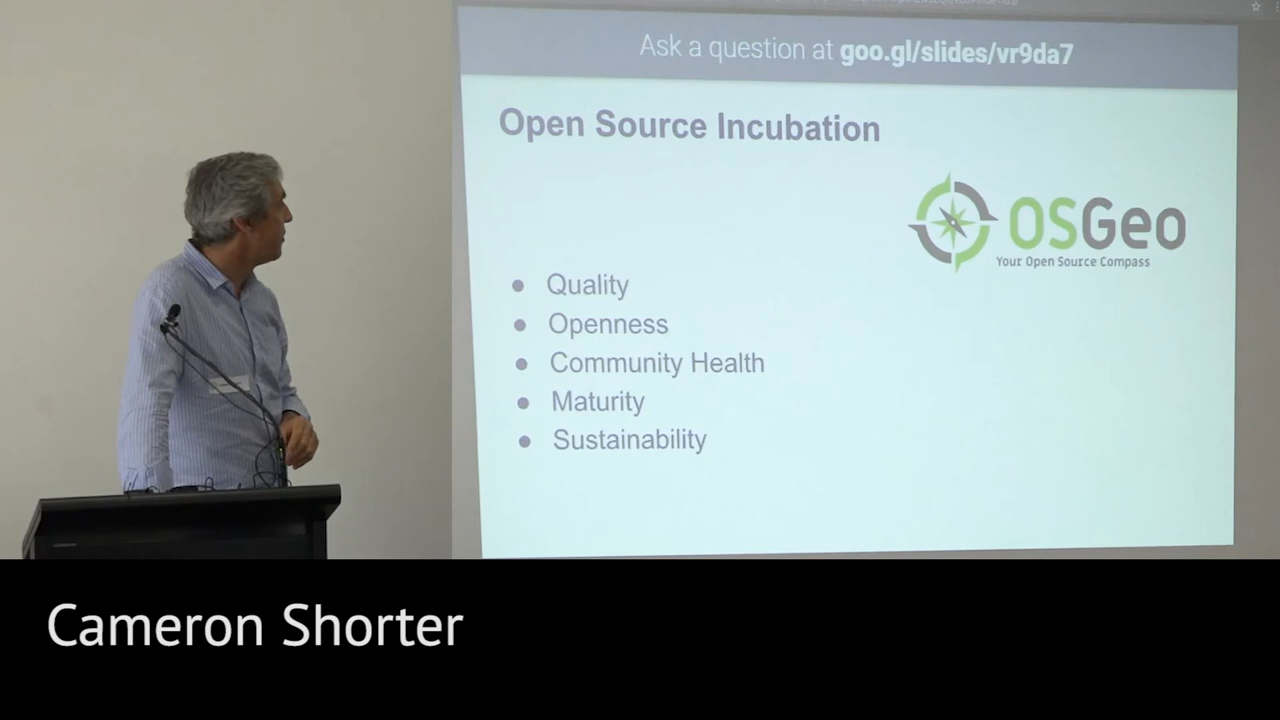 Ask a question at goo.gl/slides/vr9da7
Open Source Incubation
OSGeo
Your Open Source Compass
● Quality
● Openness
● Community Health
● Maturity
● Sustainability
Cameron Shorter